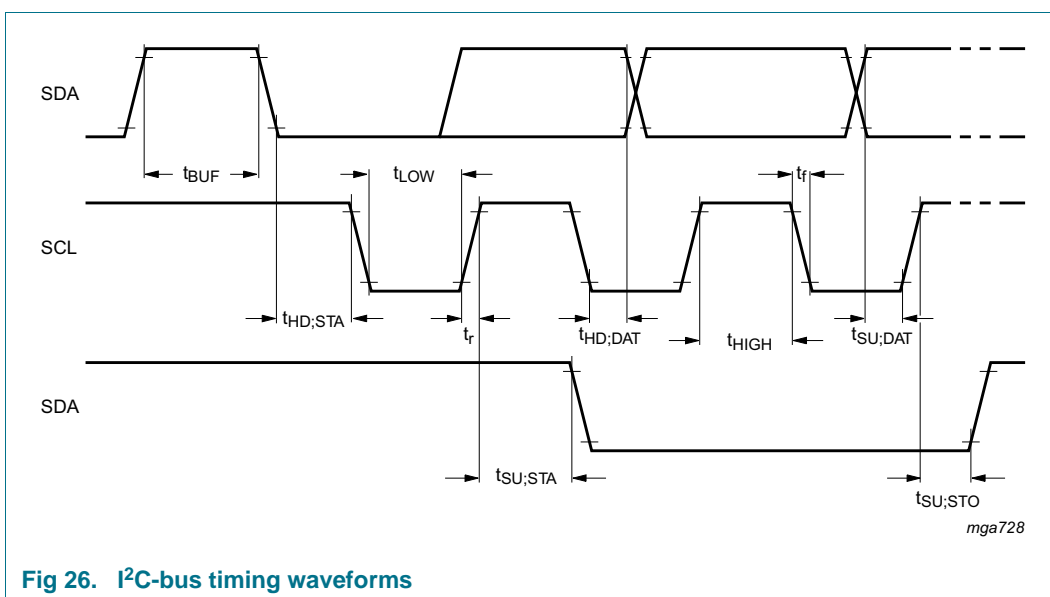 SDA
tBUF
tLOW
tf
SCL
tHD;STA
tr
tHD;DAT
tHIGH
tSU;DAT
SDA
tSU;STA
tSU;STO
mga728
Fig 26. I²C-bus timing waveforms